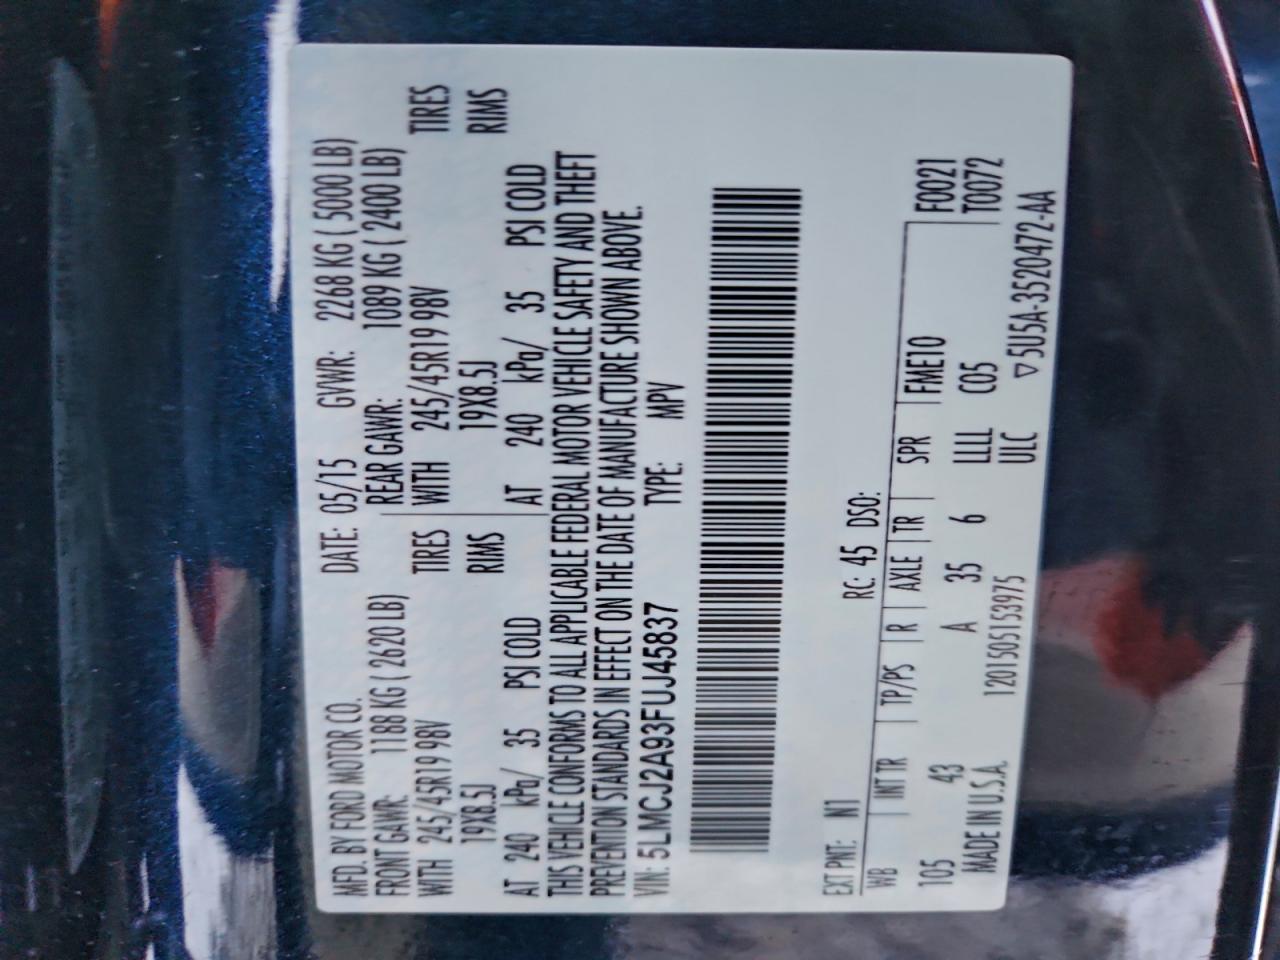 MFD. BY FORD MOTOR CO. DATE: 05/15 GVWR: 2268 KG ( 5000 LB)
FRONT GAWR: 1188 KG ( 2620 LB) REAR GAWR: 1089 KG ( 2400 LB)
WITH 245/45R19 98V TIRES WITH 245/45R19 98V TIRES
19X8.5J RIMS 19X8.5J RIMS
AT 240 kPa/ 35 PSI COLD AT 240 kPa/ 35 PSI COLD
THIS VEHICLE CONFORMS TO ALL APPLICABLE FEDERAL MOTOR VEHICLE SAFETY AND THEFT
PREVENTION STANDARDS IN EFFECT ON THE DATE OF MANUFACTURE SHOWN ABOVE.
VIN: 5LMCJ2A93FUJ45837 TYPE: MPV
EXT PNT: N1 RC: 45 DSO:
WB INT TR TP/PS R AXLE TR SPR FME10 F0021
105 43 A 35 6 LLLL C05 T0072
MADE IN U.S.A. 1201505153975 ULC ▽ 5U5A-3520472-AA